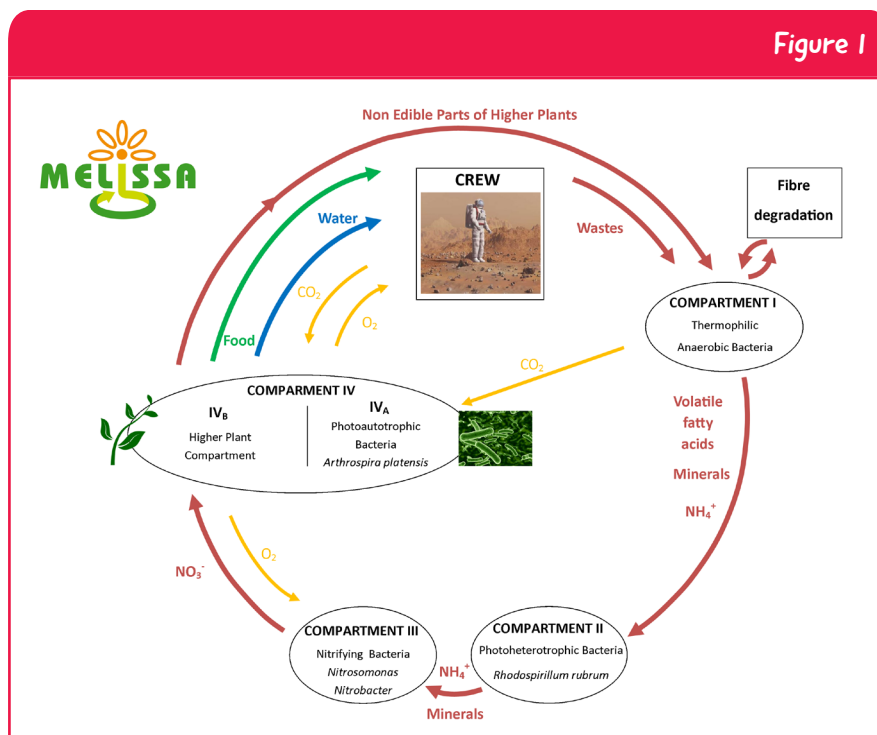 Figure 1
MELiSSA
Non Edible Parts of Higher Plants
CREW
Water
Wastes
Fibre
degradation
CO₂
O₂
Food
COMPARTMENT I
Thermophilic
Anaerobic Bacteria
CO₂
COMPARMENT IV
IV_B
Higher Plant
Compartment
IV_A
Photoautotrophic
Bacteria
Arthrospira platensis
Volatile
fatty
acids
Minerals
NH₄⁺
O₂
NO₃⁻
COMPARTMENT III
Nitrifying Bacteria
Nitrosomonas
Nitrobacter
NH₄⁺
Minerals
COMPARTMENT II
Photoheterotrophic Bacteria
Rhodospirillum rubrum